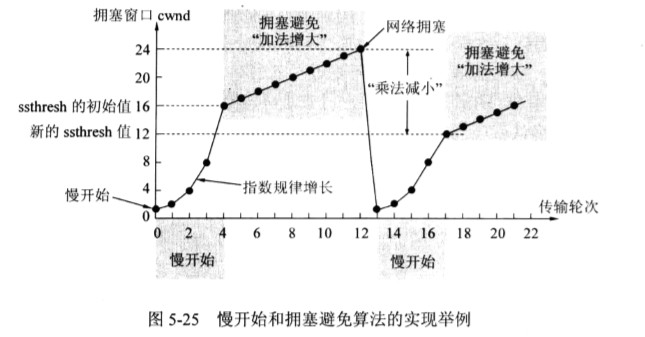 拥塞窗口 cwnd
拥塞避免
“加法增大”
网络拥塞
24
拥塞避免
“加法增大”
20
“乘法减小”
ssthresh 的初始值 16
新的 ssthresh 值 12
8
慢开始
4
指数规律增长
0
传输轮次
0 2 4 6 8 10 12 14 16 18 20 22
慢开始
慢开始
图 5-25 慢开始和拥塞避免算法的实现举例